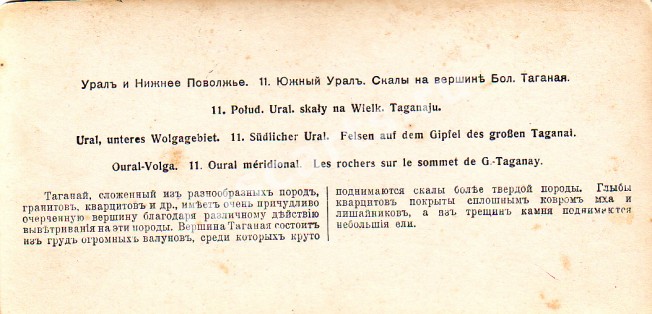 Уралъ и Нижнее Поволжье. 11. Южный Уралъ. Скалы на вершинѣ Бол. Таганая.
11. Połud. Ural. skały na Wielk. Taganaju.
Ural, unteres Wolgagebiet. 11. Südlicher Ural. Felsen auf dem Gipfel des großen Taganai.
Oural-Volga. 11. Oural méridional. Les rochers sur le sommet de G.-Taganay.
Таганай, сложенный изъ разнообразныхъ породъ,
гранитовъ, кварцитовъ и др., имѣетъ очень причудливо
очерченную вершину благодаря различному дѣйствію
вывѣтриванія на эти породы. Вершина Таганая состоитъ
изъ грудъ огромныхъ валуновъ, среди которыхъ круто
поднимаются скалы болѣе твердой породы. Глыбы
кварцитовъ покрыты сплошнымъ ковромъ мха и
лишайниковъ, а изъ трещинъ камня поднимаются
небольшія ели.